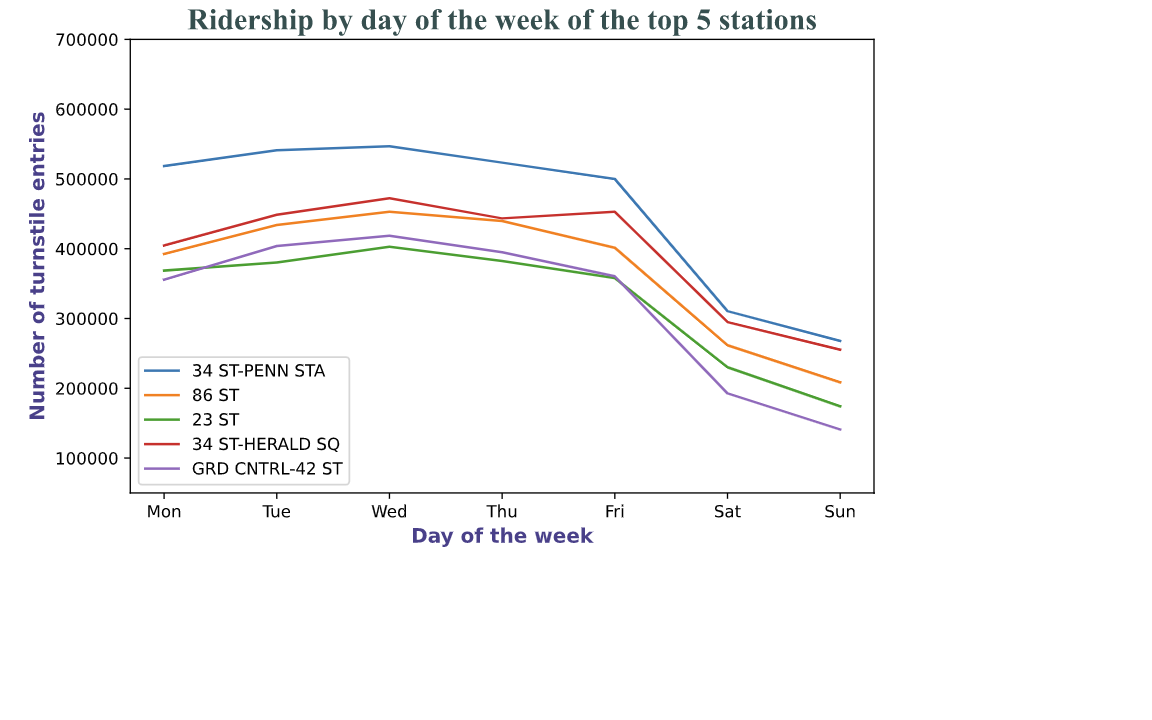 Ridership by day of the week of the top 5 stations
700000
600000
500000
400000
300000
200000
100000
Number of turnstile entries
34 ST-PENN STA
86 ST
23 ST
34 ST-HERALD SQ
GRD CNTRL-42 ST
Mon Tue Wed Thu Fri Sat Sun
Day of the week